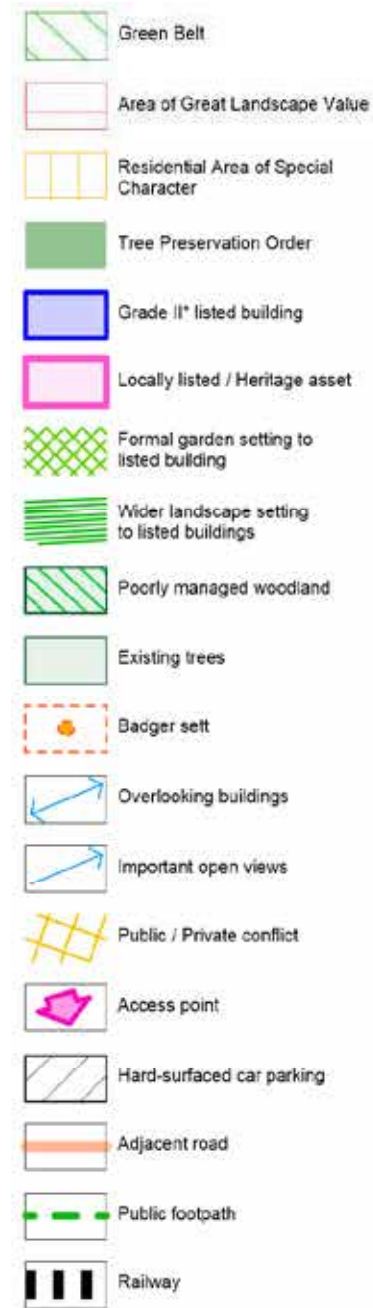 Green Belt
Area of Great Landscape Value
Residential Area of Special
Character
Tree Preservation Order
Grade II* listed building
Locally listed / Heritage asset
Formal garden setting to
listed building
Wider landscape setting
to listed buildings
Poorly managed woodland
Existing trees
Badger sett
Overlooking buildings
Important open views
Public / Private conflict
Access point
Hard-surfaced car parking
Adjacent road
Public footpath
Railway